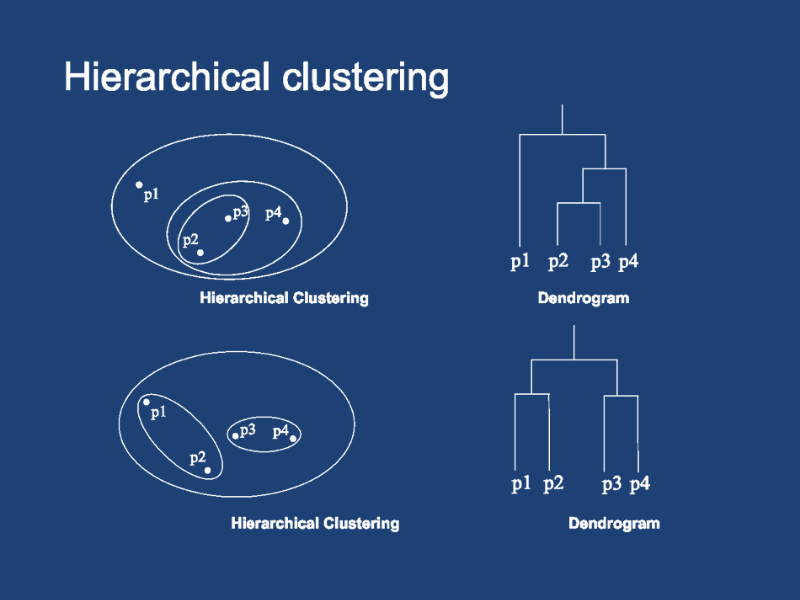 Hierarchical clustering
p1
p3 p4
p2
Hierarchical Clustering
p1 p2 p3 p4
Dendrogram
p1
p3 p4
p2
Hierarchical Clustering
p1 p2 p3 p4
Dendrogram